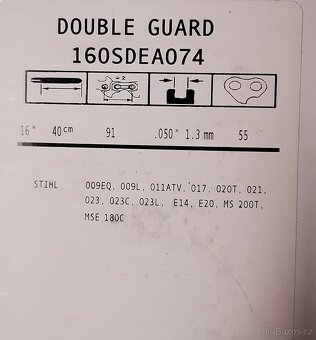 DOUBLE GUARD
160SDEA074
÷ 2
16" 40cm 91 .050" 1.3 mm 55
STIHL 009EQ, 009L, 011ATV, 017, 020T, 021,
023, 023C, 023L, E14, E20, MS 200T,
MSE 180C
© Bazos.cz